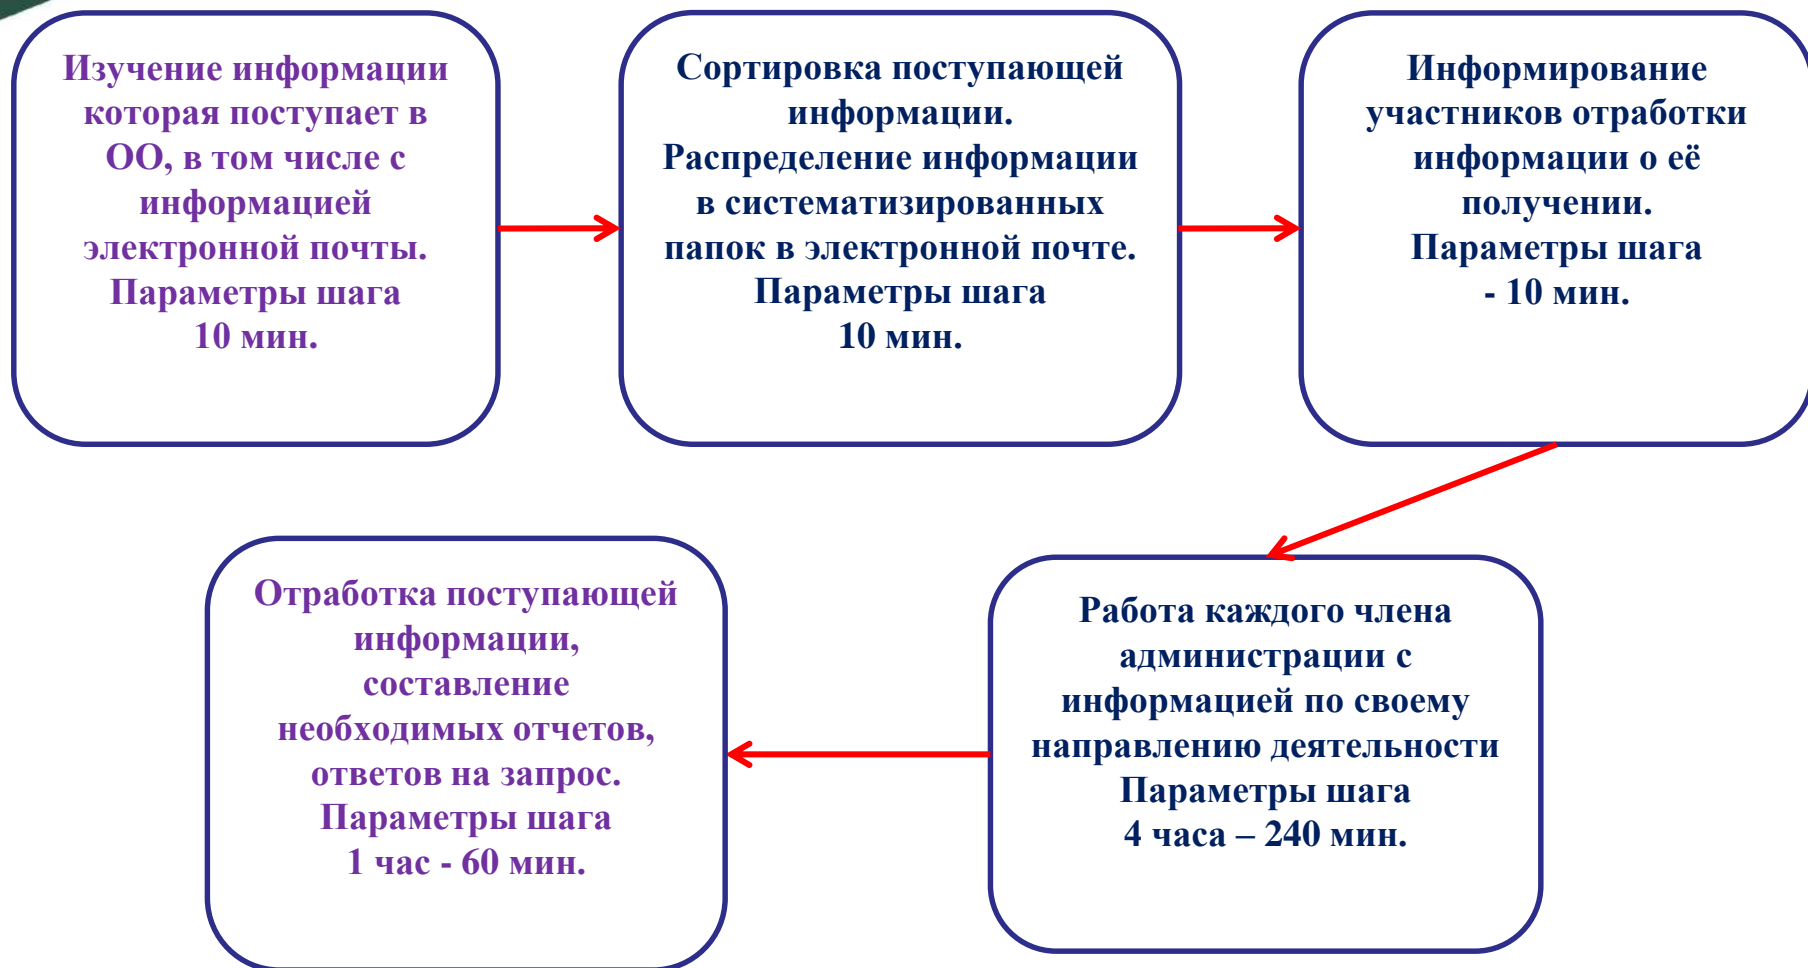 Изучение информации
которая поступает в
ОО, в том числе с
информацией
электронной почты.
Параметры шага
10 мин.
Сортировка поступающей
информации.
Распределение информации
в систематизированных
папок в электронной почте.
Параметры шага
10 мин.
Информирование
участников отработки
информации о её
получении.
Параметры шага
- 10 мин.
Работа каждого члена
администрации с
информацией по своему
направлению деятельности
Параметры шага
4 часа – 240 мин.
Отработка поступающей
информации,
составление
необходимых отчетов,
ответов на запрос.
Параметры шага
1 час - 60 мин.